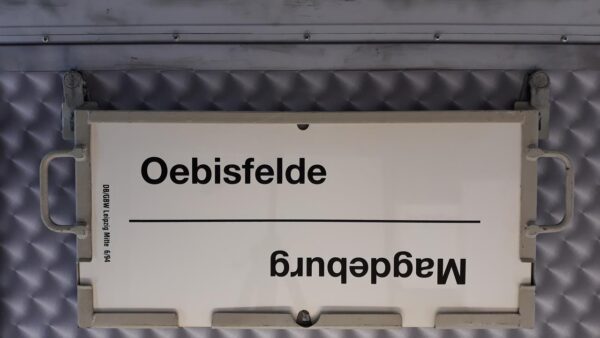 Oebisfelde
Magdeburg
DB/GBW Leipzig Mitte 6/94